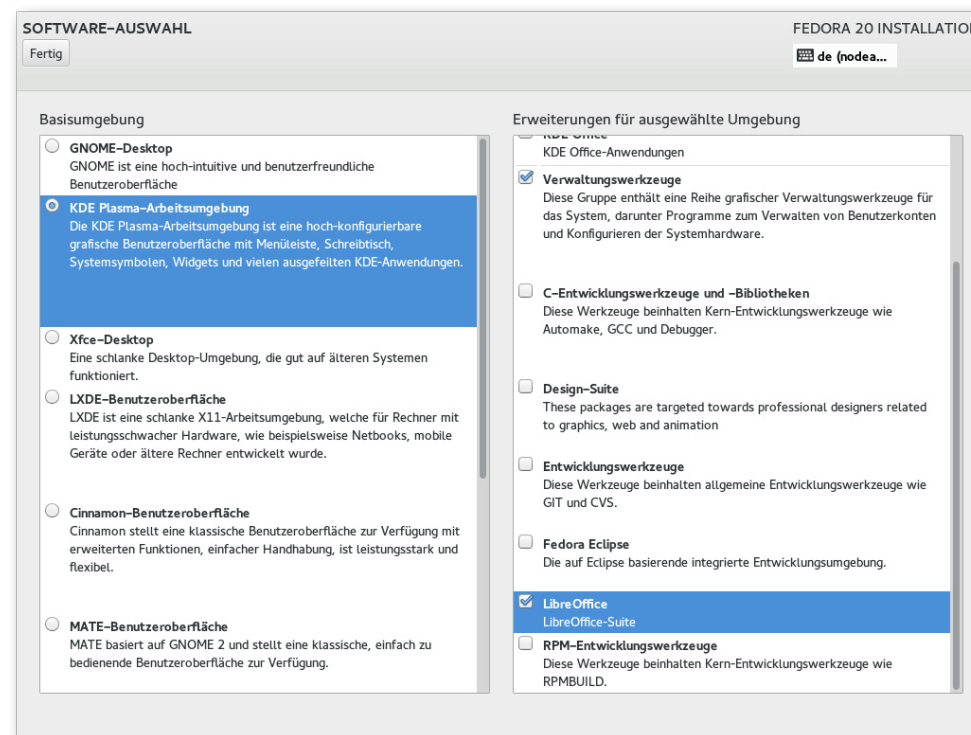 SOFTWARE-AUSWAHL
FEDORA 20 INSTALLATION
Fertig
de (nodea...
Basisumgebung
GNOME-Desktop
GNOME ist eine hoch-intuitive und benutzerfreundliche
Benutzeroberfläche
KDE Plasma-Arbeitsumgebung
Die KDE Plasma-Arbeitsumgebung ist eine hoch-konfigurierbare
grafische Benutzeroberfläche mit Menüleiste, Schreibtisch,
Systemsymbolen, Widgets und vielen ausgefeilten KDE-Anwendungen.
Xfce-Desktop
Eine schlanke Desktop-Umgebung, die gut auf älteren Systemen
funktioniert.
LXDE-Benutzeroberfläche
LXDE ist eine schlanke X11-Arbeitsumgebung, welche für Rechner mit
leistungsschwacher Hardware, wie beispielsweise Netbooks, mobile
Geräte oder ältere Rechner entwickelt wurde.
Cinnamon-Benutzeroberfläche
Cinnamon stellt eine klassische Benutzeroberfläche zur Verfügung mit
erweiterten Funktionen, einfacher Handhabung, ist leistungsstark und
flexibel.
MATE-Benutzeroberfläche
MATE basiert auf GNOME 2 und stellt eine klassische, einfach zu
bedienende Benutzeroberfläche zur Verfügung.
Erweiterungen für ausgewählte Umgebung
KDE Office
KDE Office-Anwendungen
Verwaltungswerkzeuge
Diese Gruppe enthält eine Reihe grafischer Verwaltungswerkzeuge für
das System, darunter Programme zum Verwalten von Benutzerkonten
und Konfigurieren der Systemhardware.
C-Entwicklungswerkzeuge und -Bibliotheken
Diese Werkzeuge beinhalten Kern-Entwicklungswerkzeuge wie
Automake, GCC und Debugger.
Design-Suite
These packages are targeted towards professional designers related
to graphics, web and animation
Entwicklungswerkzeuge
Diese Werkzeuge beinhalten allgemeine Entwicklungswerkzeuge wie
GIT und CVS.
Fedora Eclipse
Die auf Eclipse basierende integrierte Entwicklungsumgebung.
LibreOffice
LibreOffice-Suite
RPM-Entwicklungswerkzeuge
Diese Werkzeuge beinhalten Kern-Entwicklungswerkzeuge wie
RPMBUILD.